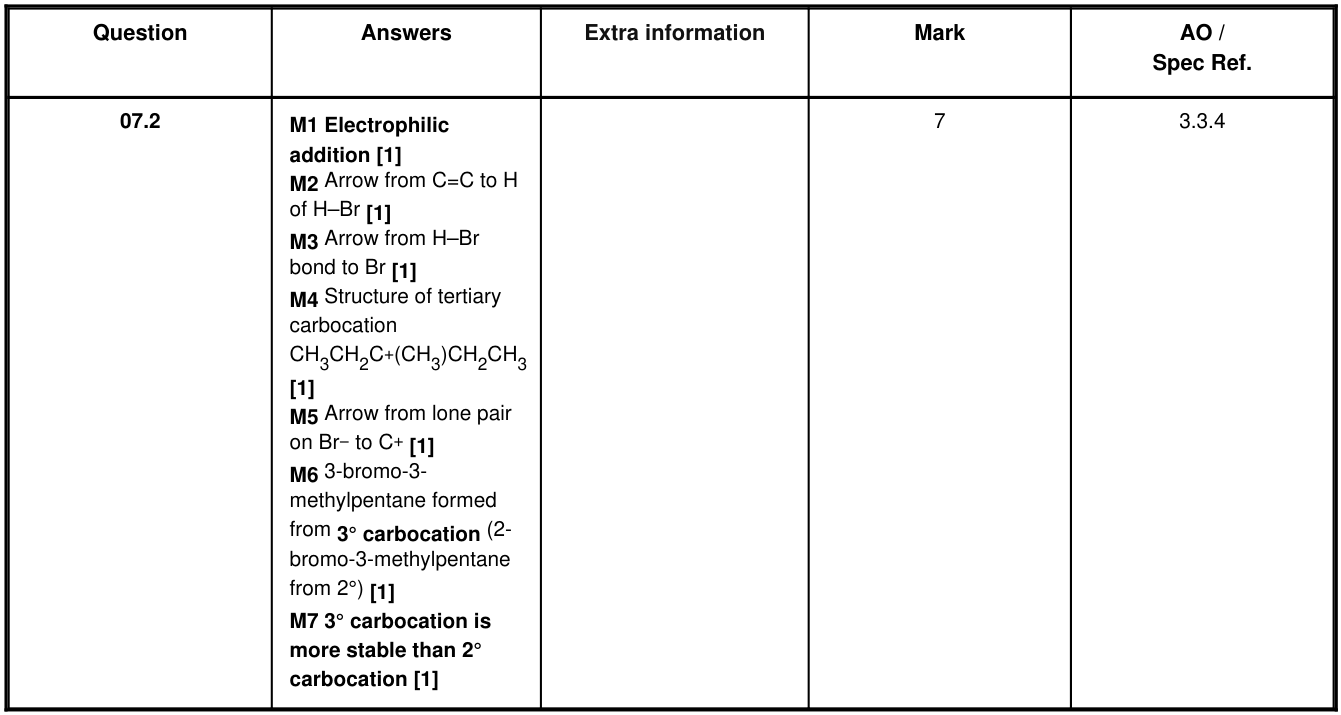 Question Answers Extra information Mark AO /
Spec Ref.
07.2 M1 Electrophilic 7 3.3.4
addition [1]
M2 Arrow from C=C to H
of H–Br [1]
M3 Arrow from H–Br
bond to Br [1]
M4 Structure of tertiary
carbocation
CH₃CH₂C+(CH₃)CH₂CH₃
[1]
M5 Arrow from lone pair
on Br− to C+ [1]
M6 3-bromo-3-
methylpentane formed
from 3° carbocation (2-
bromo-3-methylpentane
from 2°) [1]
M7 3° carbocation is
more stable than 2°
carbocation [1]